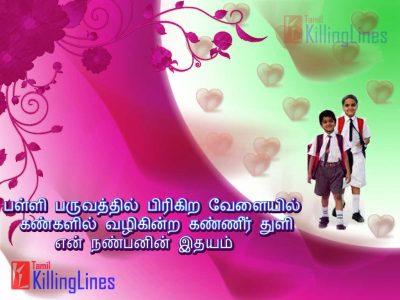 Tamil
KillingLines
பள்ளி பருவத்தில் பிரிகிற வேளையில்
கண்களில் வழிகின்ற கண்ணீர் துளி
என் நண்பனின் இதயம்
Tamil
KillingLines